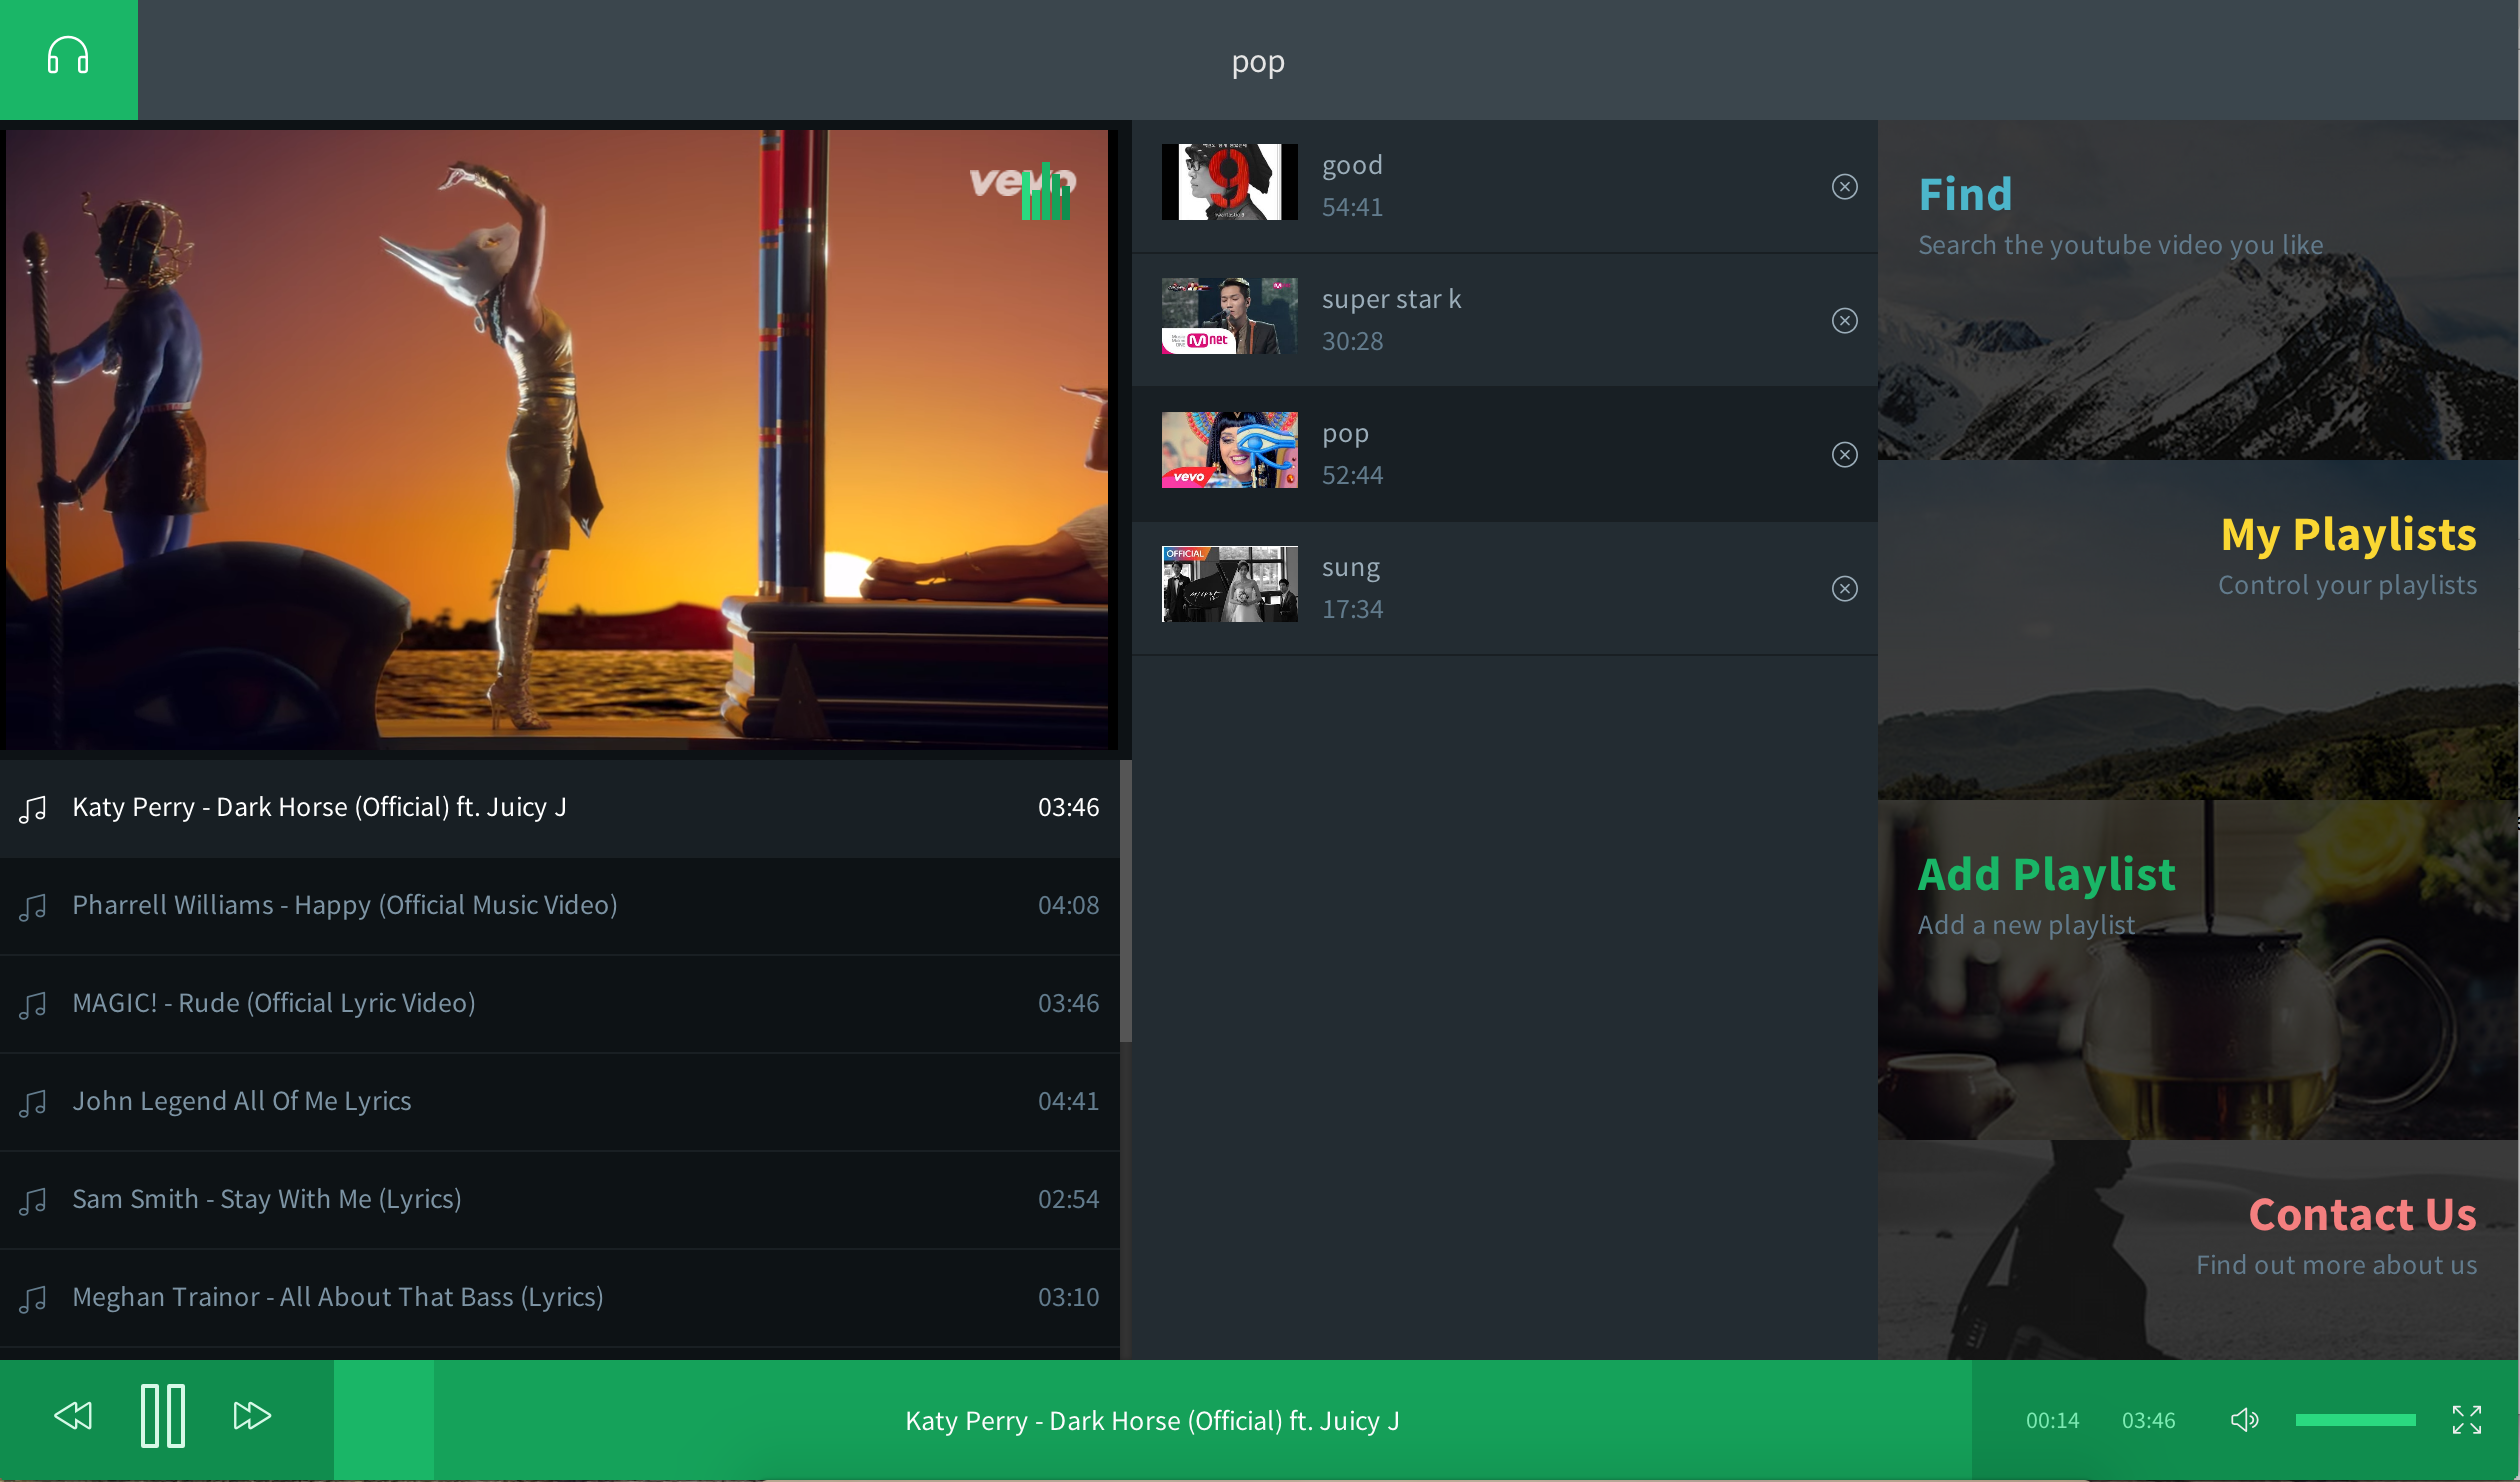 pop
vevo
Katy Perry - Dark Horse (Official) ft. Juicy J
03:46
Pharrell Williams - Happy (Official Music Video)
04:08
MAGIC! - Rude (Official Lyric Video)
03:46
John Legend All Of Me Lyrics
04:41
Sam Smith - Stay With Me (Lyrics)
02:54
Meghan Trainor - All About That Bass (Lyrics)
03:10
9
good
54:41
net
super star k
30:28
vevo
pop
52:44
OFFICIAL
sung
17:34
Find
Search the youtube video you like
My Playlists
Control your playlists
Add Playlist
Add a new playlist
Contact Us
Find out more about us
Katy Perry - Dark Horse (Official) ft. Juicy J
00:14
03:46